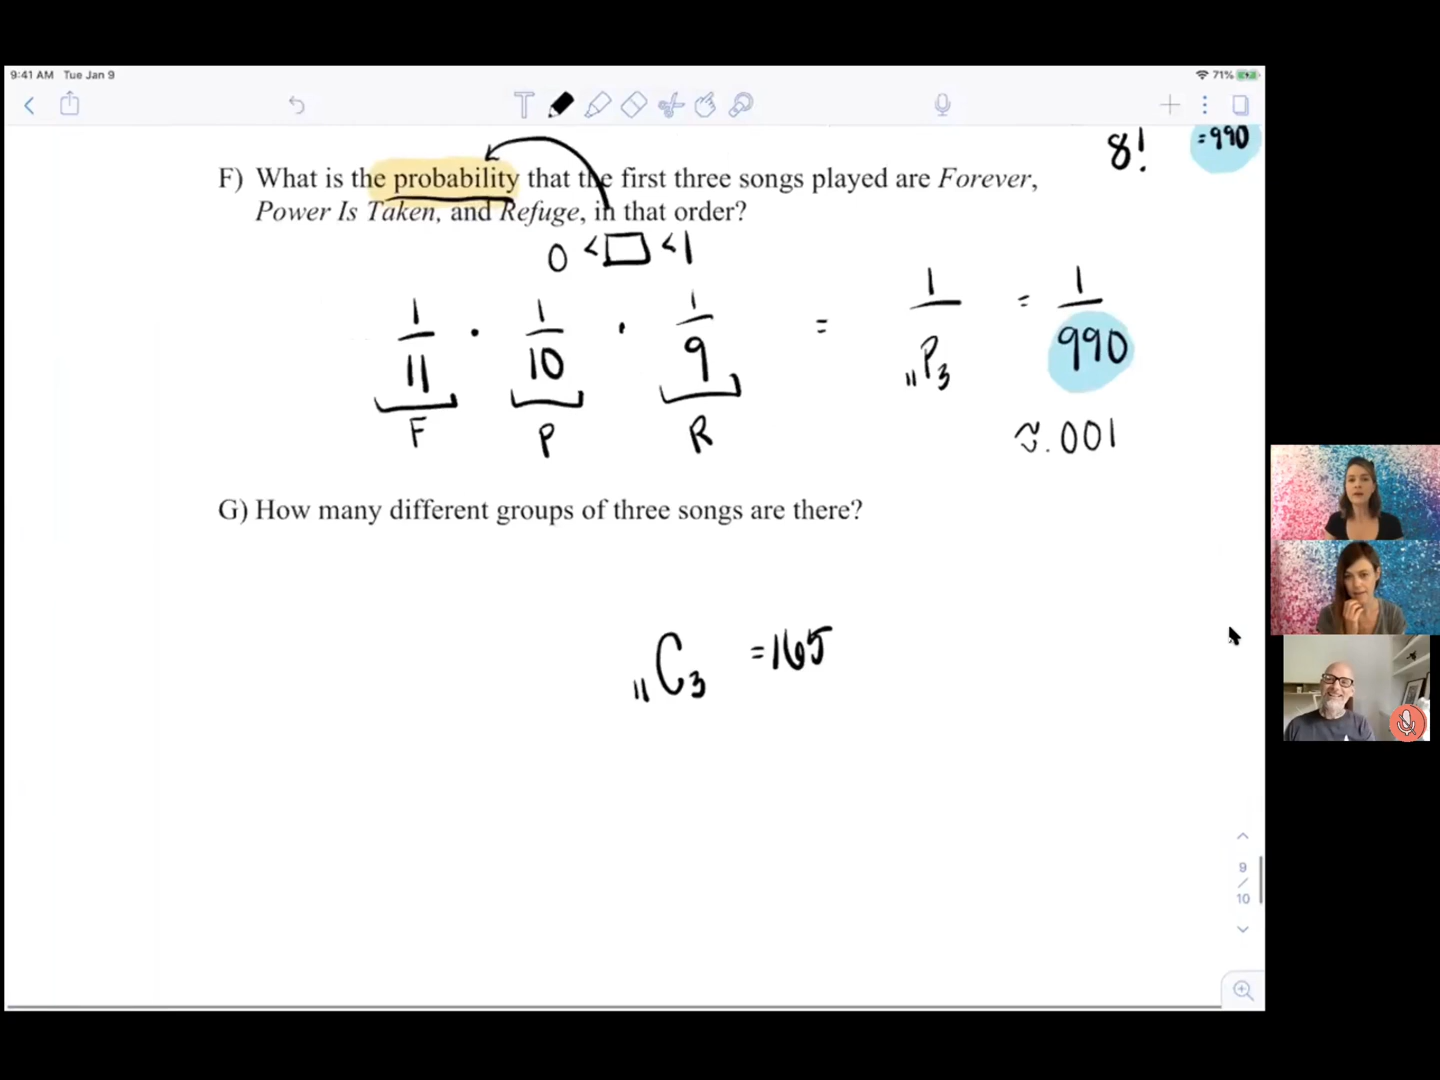 9:41 AM Tue Jan 9
71%
8!
=990
F) What is the probability that the first three songs played are Forever,
Power Is Taken, and Refuge, in that order?
0 < □ < 1
1/11 · 1/10 · 1/9 = 1/₁₁P₃ = 1/990
F P R
≈.001
G) How many different groups of three songs are there?
₁₁C₃ =165
9
/
10